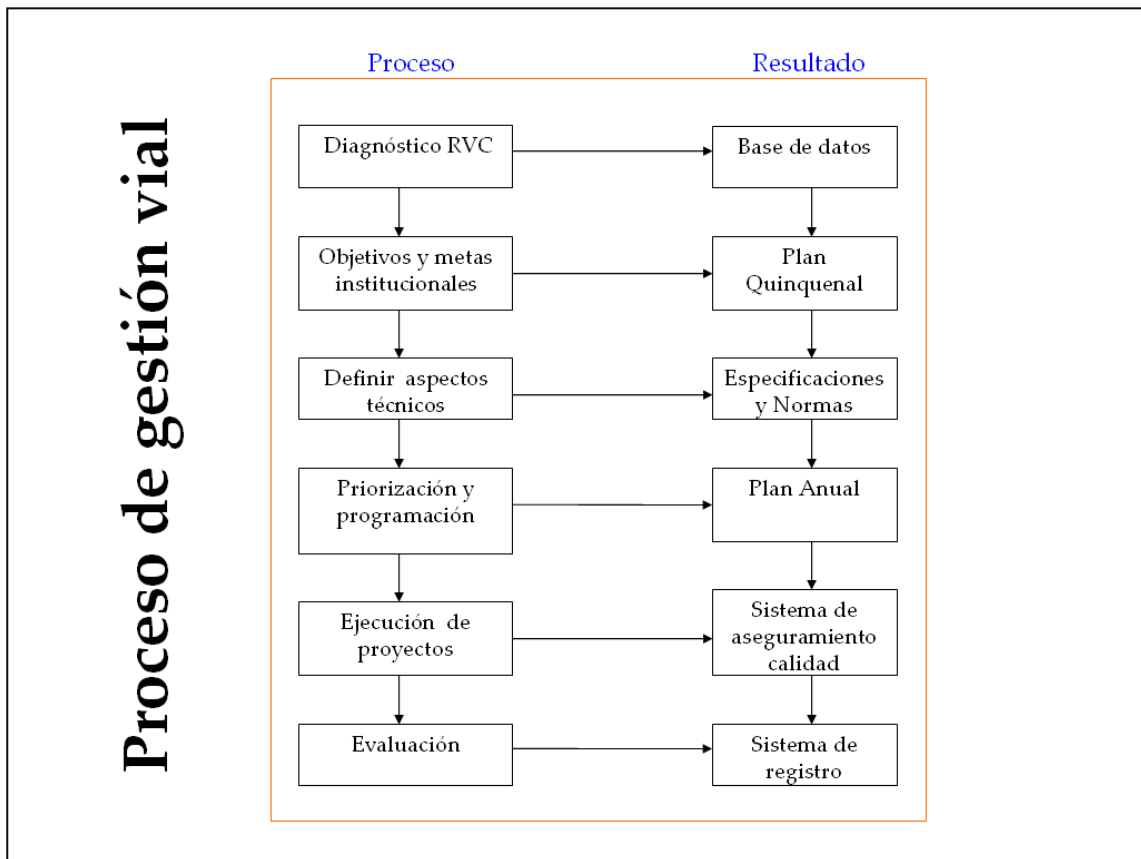 Proceso de gestión vial
Proceso
Resultado
Diagnóstico RVC
Base de datos
Objetivos y metas
institucionales
Plan
Quinquenal
Definir aspectos
técnicos
Especificaciones
y Normas
Priorización y
programación
Plan Anual
Ejecución de
proyectos
Sistema de
aseguramiento
calidad
Evaluación
Sistema de
registro